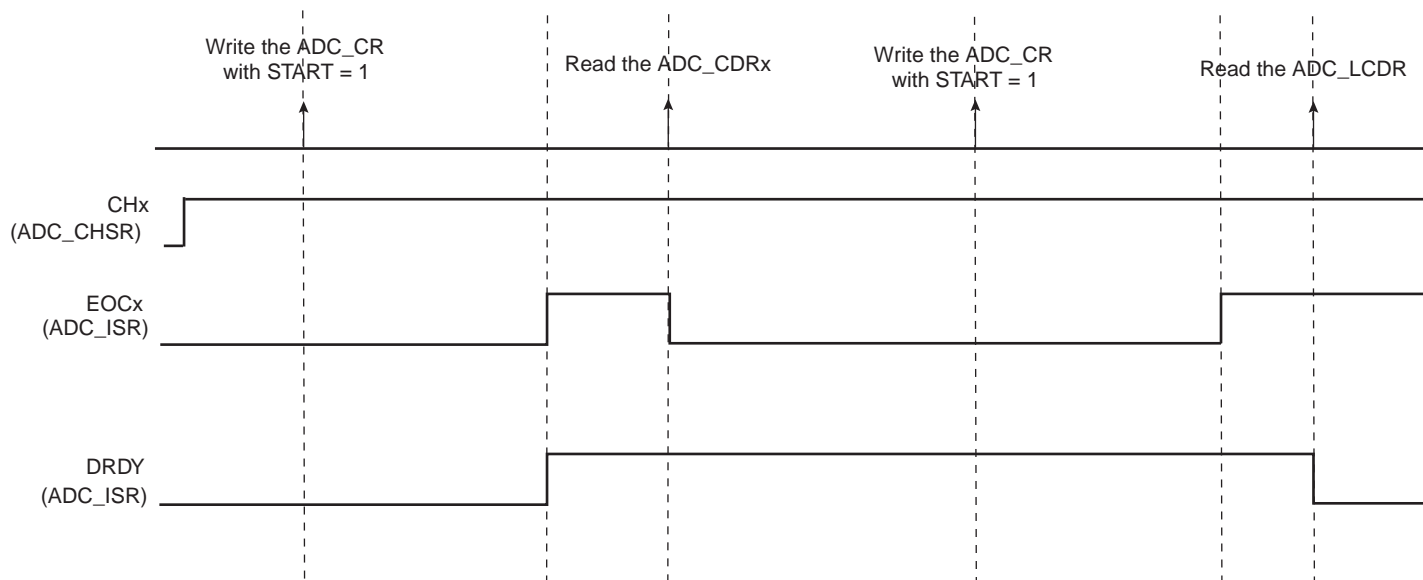 Write the ADC_CR
with START = 1
Read the ADC_CDRx
Write the ADC_CR
with START = 1
Read the ADC_LCDR
CHx
(ADC_CHSR)
EOCx
(ADC_ISR)
DRDY
(ADC_ISR)